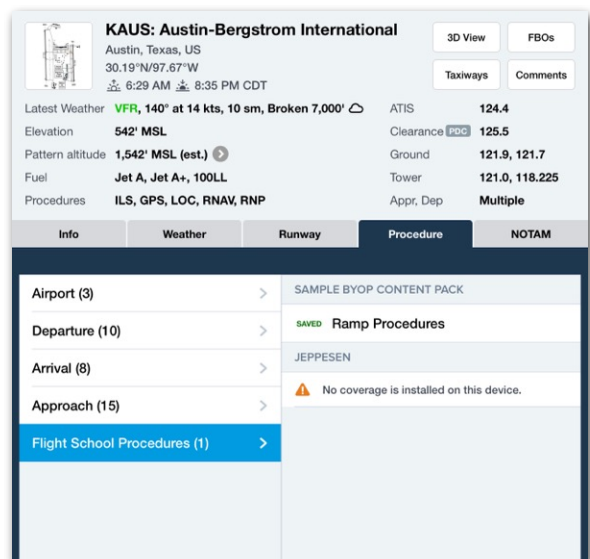 KAUS: Austin-Bergstrom International
Austin, Texas, US
30.19°N/97.67°W
6:29 AM 8:35 PM CDT
3D View
FBOs
Taxiways
Comments
Latest Weather VFR, 140° at 14 kts, 10 sm, Broken 7,000'
Elevation 542' MSL
Pattern altitude 1,542' MSL (est.)
Fuel Jet A, Jet A+, 100LL
Procedures ILS, GPS, LOC, RNAV, RNP
ATIS 124.4
Clearance PDC 125.5
Ground 121.9, 121.7
Tower 121.0, 118.225
Appr, Dep Multiple
Info
Weather
Runway
Procedure
NOTAM
Airport (3)
Departure (10)
Arrival (8)
Approach (15)
Flight School Procedures (1)
SAMPLE BYOP CONTENT PACK
SAVED Ramp Procedures
JEPPESEN
No coverage is installed on this device.